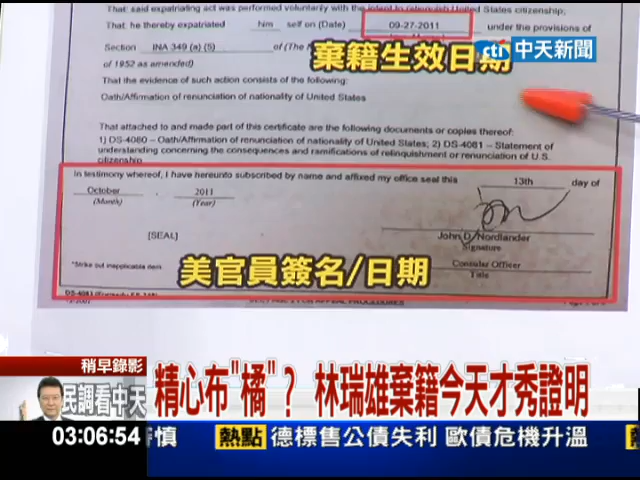 That said expatriating act was performed voluntarily with the intent to relinquish United States citizenship;
That he thereby expatriated him self on (Date) 09-27-2011 under the provisions of
Section INA 349 (a) (5) of (The
of 1952 as amended)
棄籍生效日期
cti 中天新聞
That the evidence of such action consists of the following:
Oath/Affirmation of renunciation of nationality of United States
That attached to and made part of this certificate are the following documents or copies thereof:
1) DS-4080 – Oath/Affirmation of renunciation of nationality of United States; 2) DS-4081 – Statement of
understanding concerning the consequences and ramifications of relinquishment or renunciation of U.S.
citizenship
In testimony whereof, I have hereunto subscribed by name and affixed my office seal this 13th day of
October 2011
(Month) (Year)
[SEAL]
John D. Nordlander
Signature
*Strike out inapplicable item
Consular Officer
Title
美官員簽名/日期
稍早錄影
民調看中天
精心布"橘"? 林瑞雄棄籍今天才秀證明
03:06:54
慎 熱點 德標售公債失利 歐債危機升溫